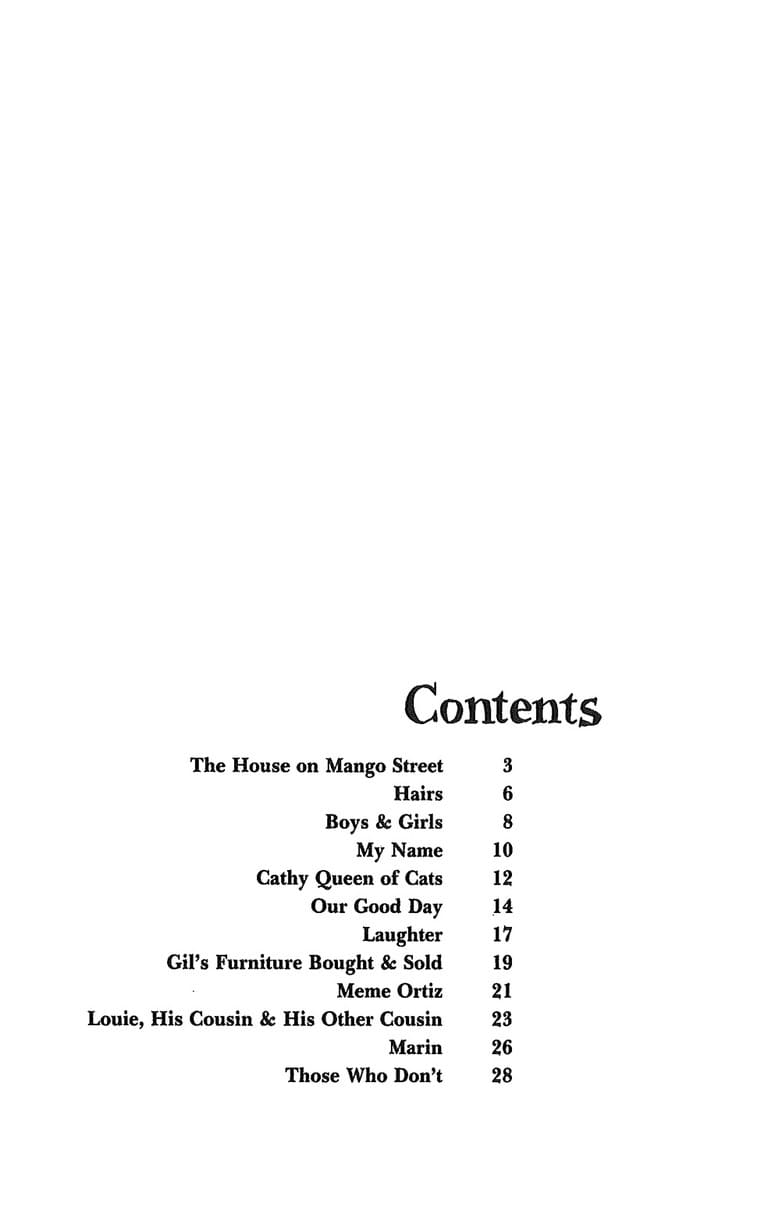 Contents
The House on Mango Street 3
Hairs 6
Boys & Girls 8
My Name 10
Cathy Queen of Cats 12
Our Good Day 14
Laughter 17
Gil's Furniture Bought & Sold 19
Meme Ortiz 21
Louie, His Cousin & His Other Cousin 23
Marin 26
Those Who Don't 28